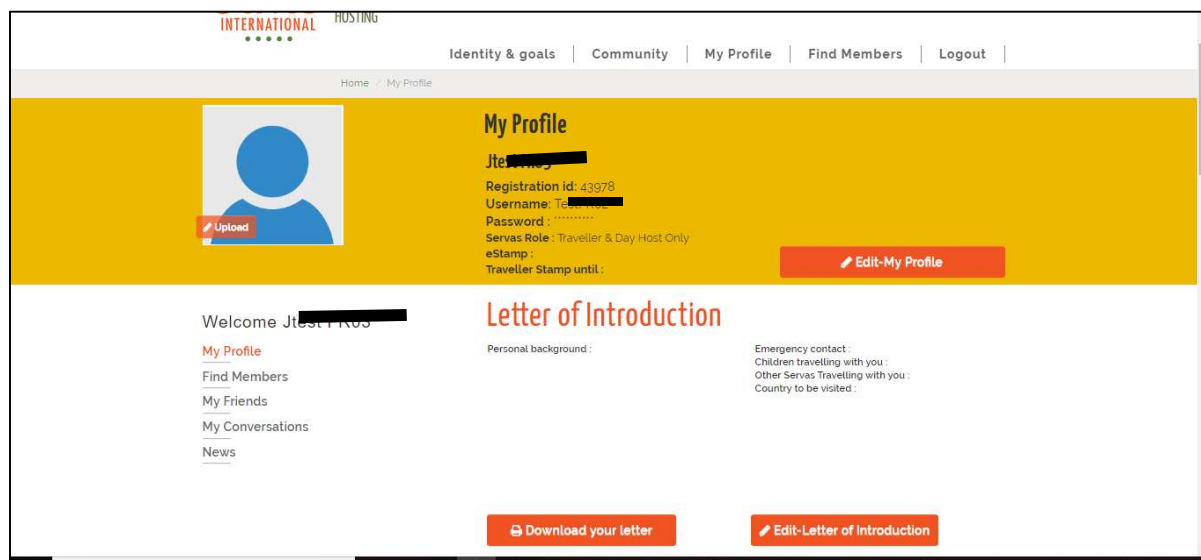 INTERNATIONAL
HOSTING
Identity & goals
Community
My Profile
Find Members
Logout
Home / My Profile
My Profile
Registration id: 43978
Username:
Password : **********
Servas Role : Traveller & Day Host Only
eStamp :
Traveller Stamp until :
Upload
Edit-My Profile
Welcome
My Profile
Find Members
My Friends
My Conversations
News
Letter of Introduction
Personal background :
Emergency contact :
Children travelling with you :
Other Servas Travelling with you :
Country to be visited :
Download your letter
Edit-Letter of Introduction